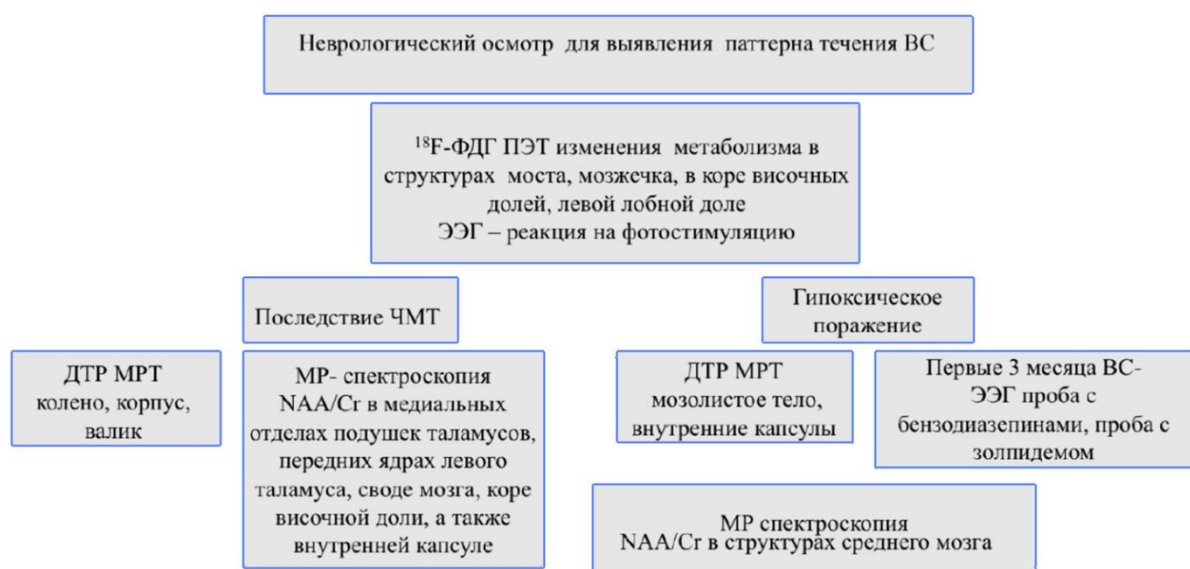 Неврологический осмотр для выявления паттерна течения ВС
¹⁸F-ФДГ ПЭТ изменения метаболизма в
структурах моста, мозжечка, в коре височных
долей, левой лобной доле
ЭЭГ – реакция на фотостимуляцию
Последствие ЧМТ
Гипоксическое
поражение
ДТР МРТ
колено, корпус,
валик
МР- спектроскопия
NAA/Cr в медиальных
отделах подушек таламусов,
передних ядрах левого
таламуса, своде мозга, коре
височной доли, а также
внутренней капсуле
ДТР МРТ
мозолистое тело,
внутренние капсулы
Первые 3 месяца ВС-
ЭЭГ проба с
бензодиазепинами, проба с
золпидемом
МР спектроскопия
NAA/Cr в структурах среднего мозга